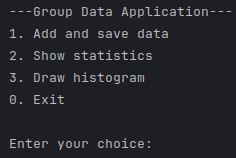 ---Group Data Application---
1. Add and save data
2. Show statistics
3. Draw histogram
0. Exit
Enter your choice: